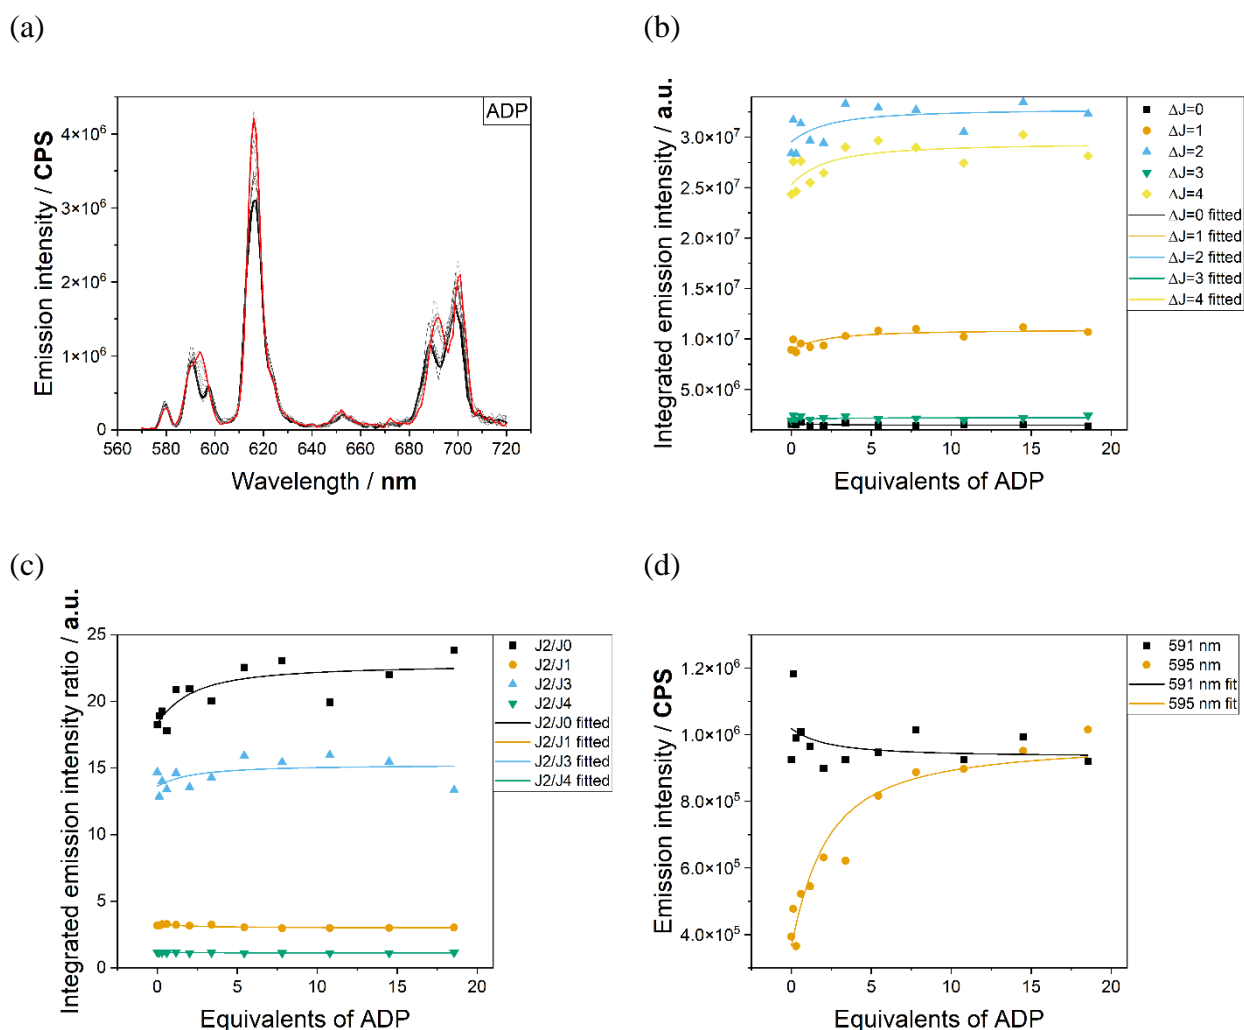 (a)
ADP
Emisssion intensity / CPS
4×10⁶
3×10⁶
2×10⁶
1×10⁶
0
560 580 600 620 640 660 680 700 720
Wavelength / nm
(b)
Integrated emission intensity / a.u.
3.0×10⁷
2.5×10⁷
2.0×10⁷
1.5×10⁷
1.0×10⁷
5.0×10⁶
0 5 10 15 20
Equivalents of ADP
ΔJ=0
ΔJ=1
ΔJ=2
ΔJ=3
ΔJ=4
ΔJ=0 fitted
ΔJ=1 fitted
ΔJ=2 fitted
ΔJ=3 fitted
ΔJ=4 fitted
(c)
Integrated emission intensity ratio / a.u.
25
20
15
10
5
0
0 5 10 15 20
Equivalents of ADP
J2/J0
J2/J1
J2/J3
J2/J4
J2/J0 fitted
J2/J1 fitted
J2/J3 fitted
J2/J4 fitted
(d)
Emission intensity / CPS
1.2×10⁶
1.0×10⁶
8.0×10⁵
6.0×10⁵
4.0×10⁵
0 5 10 15 20
Equivalents of ADP
591 nm
595 nm
591 nm fit
595 nm fit